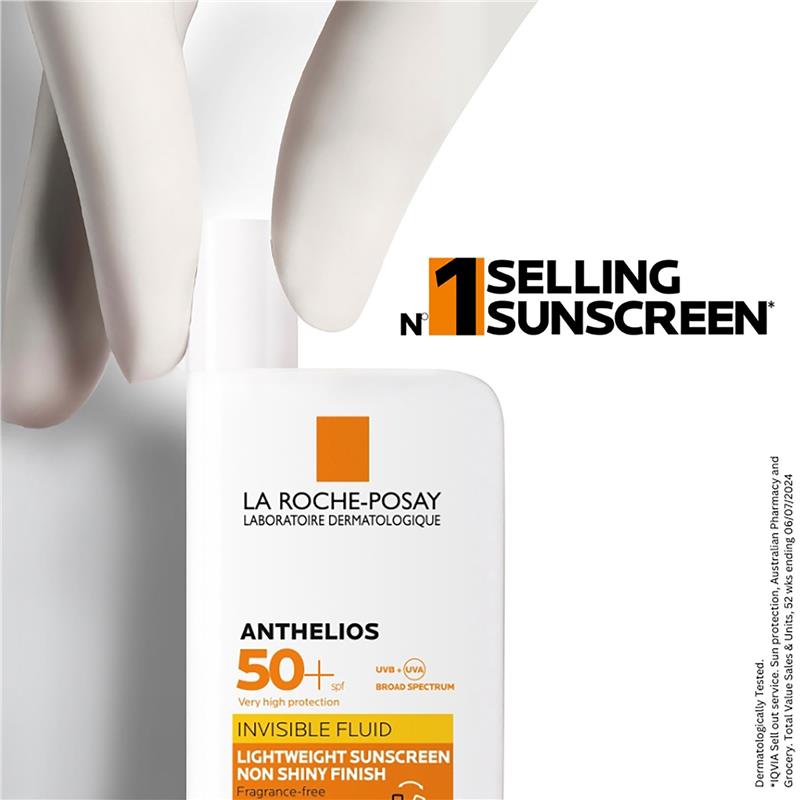 N° 1 SELLING
SUNSCREEN*
LA ROCHE-POSAY
LABORATOIRE DERMATOLOGIQUE
ANTHELIOS
50+ spf
Very high protection
UVB + UVA
BROAD SPECTRUM
INVISIBLE FLUID
LIGHTWEIGHT SUNSCREEN
NON SHINY FINISH
Fragrance-free
Dermatologically Tested.
*IQVIA Sell out service. Sun protection, Australian Pharmacy and
Grocery. Total Value Sales & Units, 52 wks ending 06/07/2024